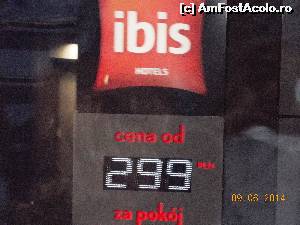 (c) AmFostAcolo.ro
ibis
HOTELS
cena od
299 PLN
za pokój
09.08.2014